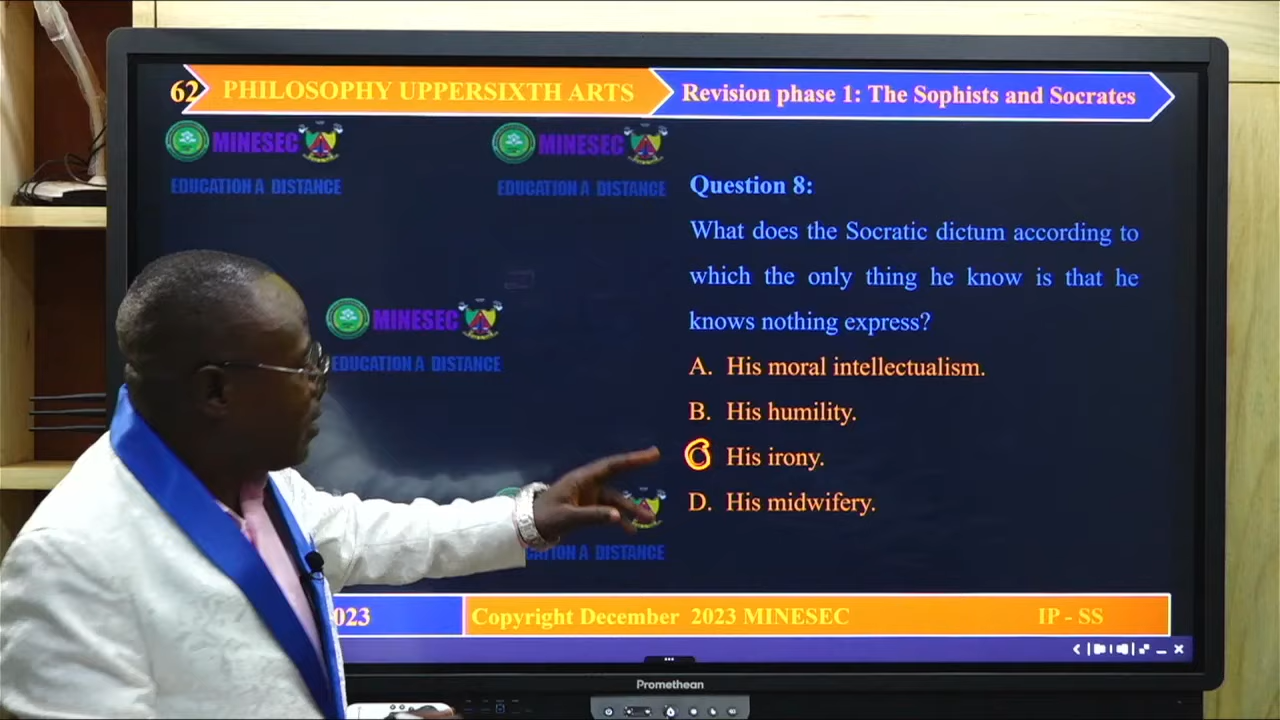 62 PHILOSOPHY UPPERSIXTH ARTS Revision phase 1: The Sophists and Socrates
MINESEC MINESEC
EDUCATION A DISTANCE EDUCATION A DISTANCE
Question 8:
What does the Socratic dictum according to
which the only thing he know is that he
knows nothing express?
MINESEC
EDUCATION A DISTANCE
A. His moral intellectualism.
B. His humility.
C His irony.
D. His midwifery.
EDUCATION A DISTANCE
023 Copyright December 2023 MINESEC IP - SS
Promethean